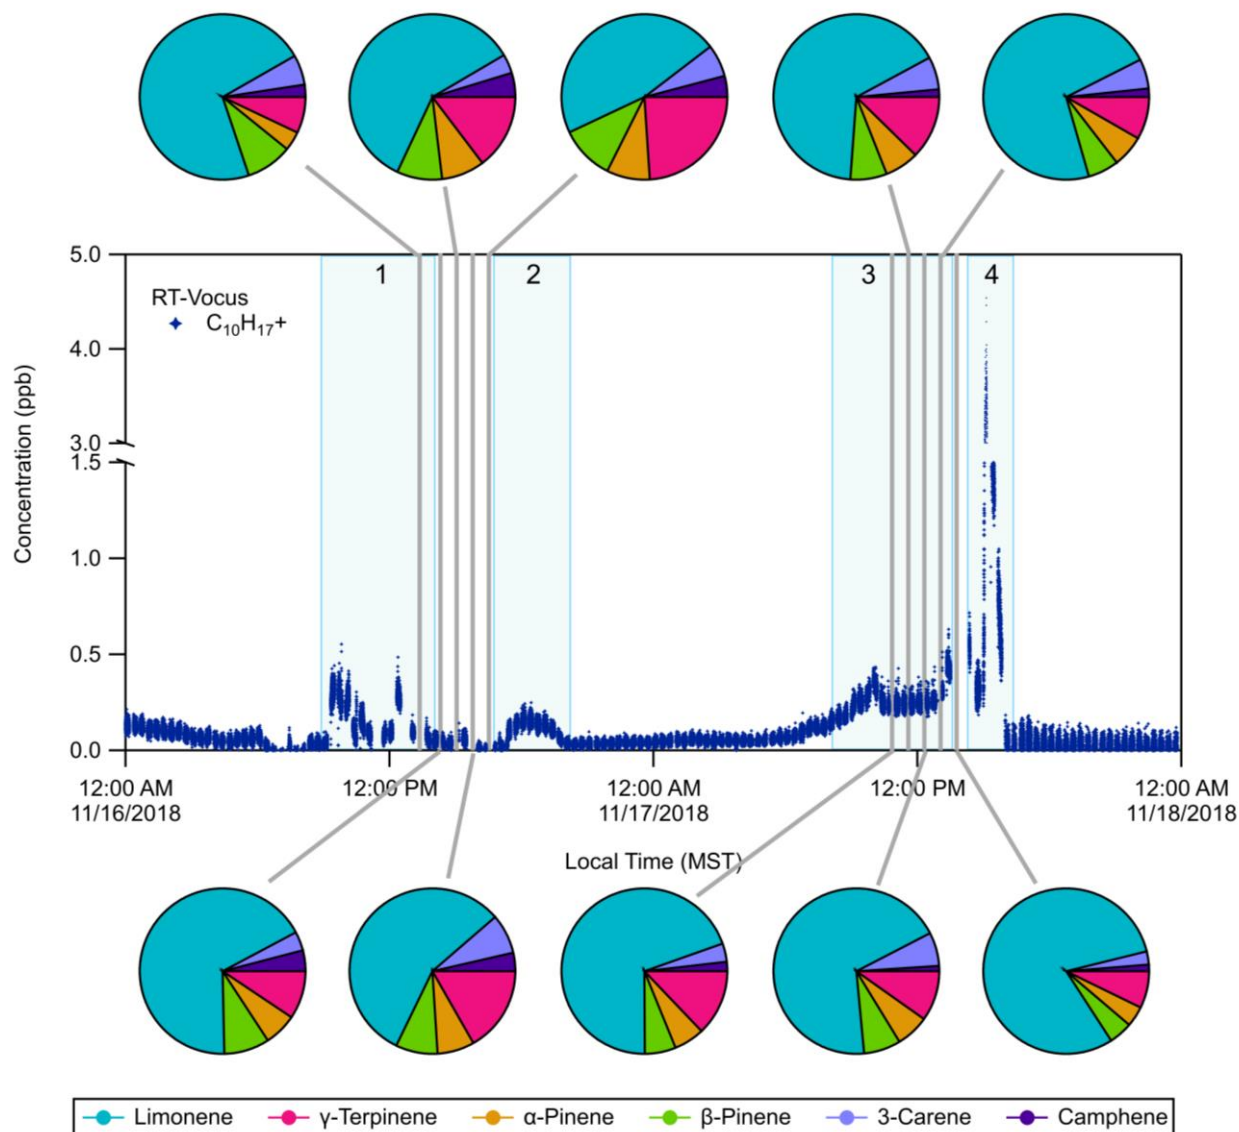 5.0
1
2
3
4
RT-Vocus
C₁₀H₁₇+
4.0
3.0
1.5
1.0
0.5
0.0
Concentration (ppb)
12:00 AM 12:00 PM 12:00 AM 12:00 PM 12:00 AM
11/16/2018 11/17/2018 11/18/2018
Local Time (MST)
Limonene γ-Terpinene α-Pinene β-Pinene 3-Carene Camphene